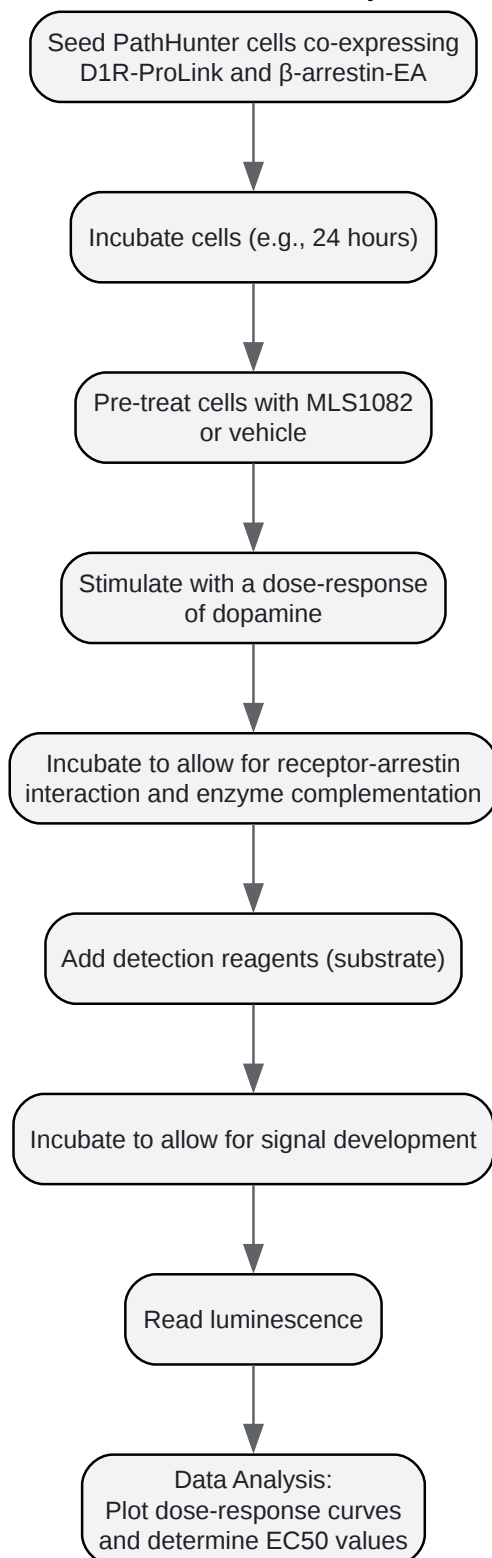 Seed PathHunter cells co-expressing
D1R-ProLink and β-arrestin-EA
Incubate cells (e.g., 24 hours)
Pre-treat cells with MLS1082
or vehicle
Stimulate with a dose-response
of dopamine
Incubate to allow for receptor-arrestin
interaction and enzyme complementation
Add detection reagents (substrate)
Incubate to allow for signal development
Read luminescence
Data Analysis:
Plot dose-response curves
and determine EC50 values